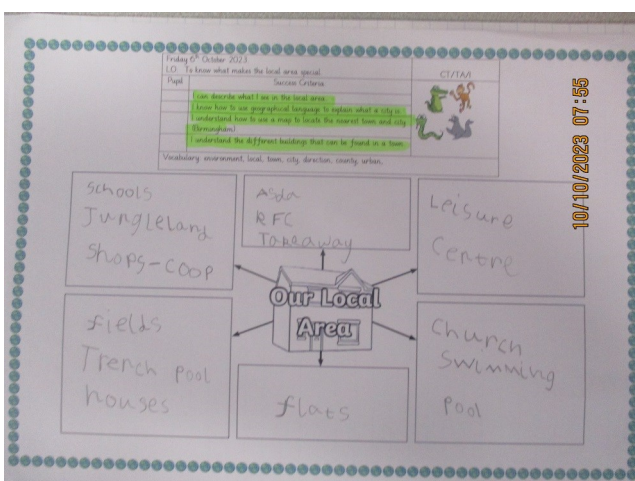 Friday 6th October 2023
LO: To know what makes the local area special.
CT/TA/I
Pupil
Success Criteria
I can describe what I see in the local area.
I know how to use geographical language to explain what a city is.
I understand how to use a map to locate the nearest town and city
(Birmingham)
I understand the different buildings that can be found in a town.
Vocabulary: environment, local, town, city, direction, county, urban,
10/10/2023 07:55
schools
Jungleland
shops-coop
Asda
KFC
Takeaway
Leisure
Centre
Our Local
Area
fields
Trench pool
houses
flats
Church
swimming
pool